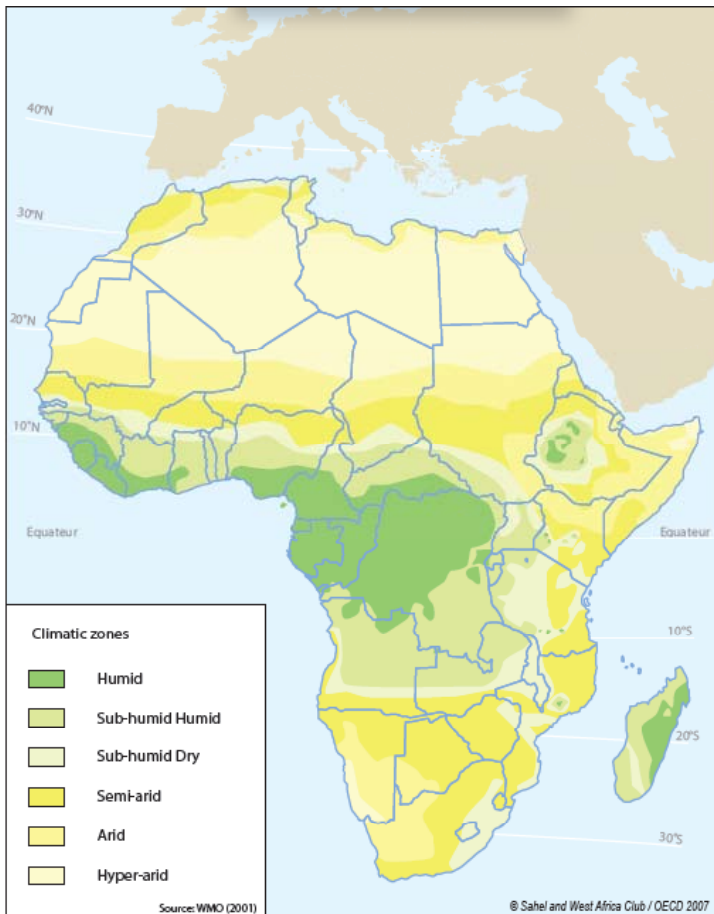 40°N
30°N
20°N
10°N
Equateur
Equateur
10°S
20°S
30°S
Climatic zones
Humid
Sub-humid Humid
Sub-humid Dry
Semi-arid
Arid
Hyper-arid
Source: WMO (2001)
© Sahel and West Africa Club / OECD 2007